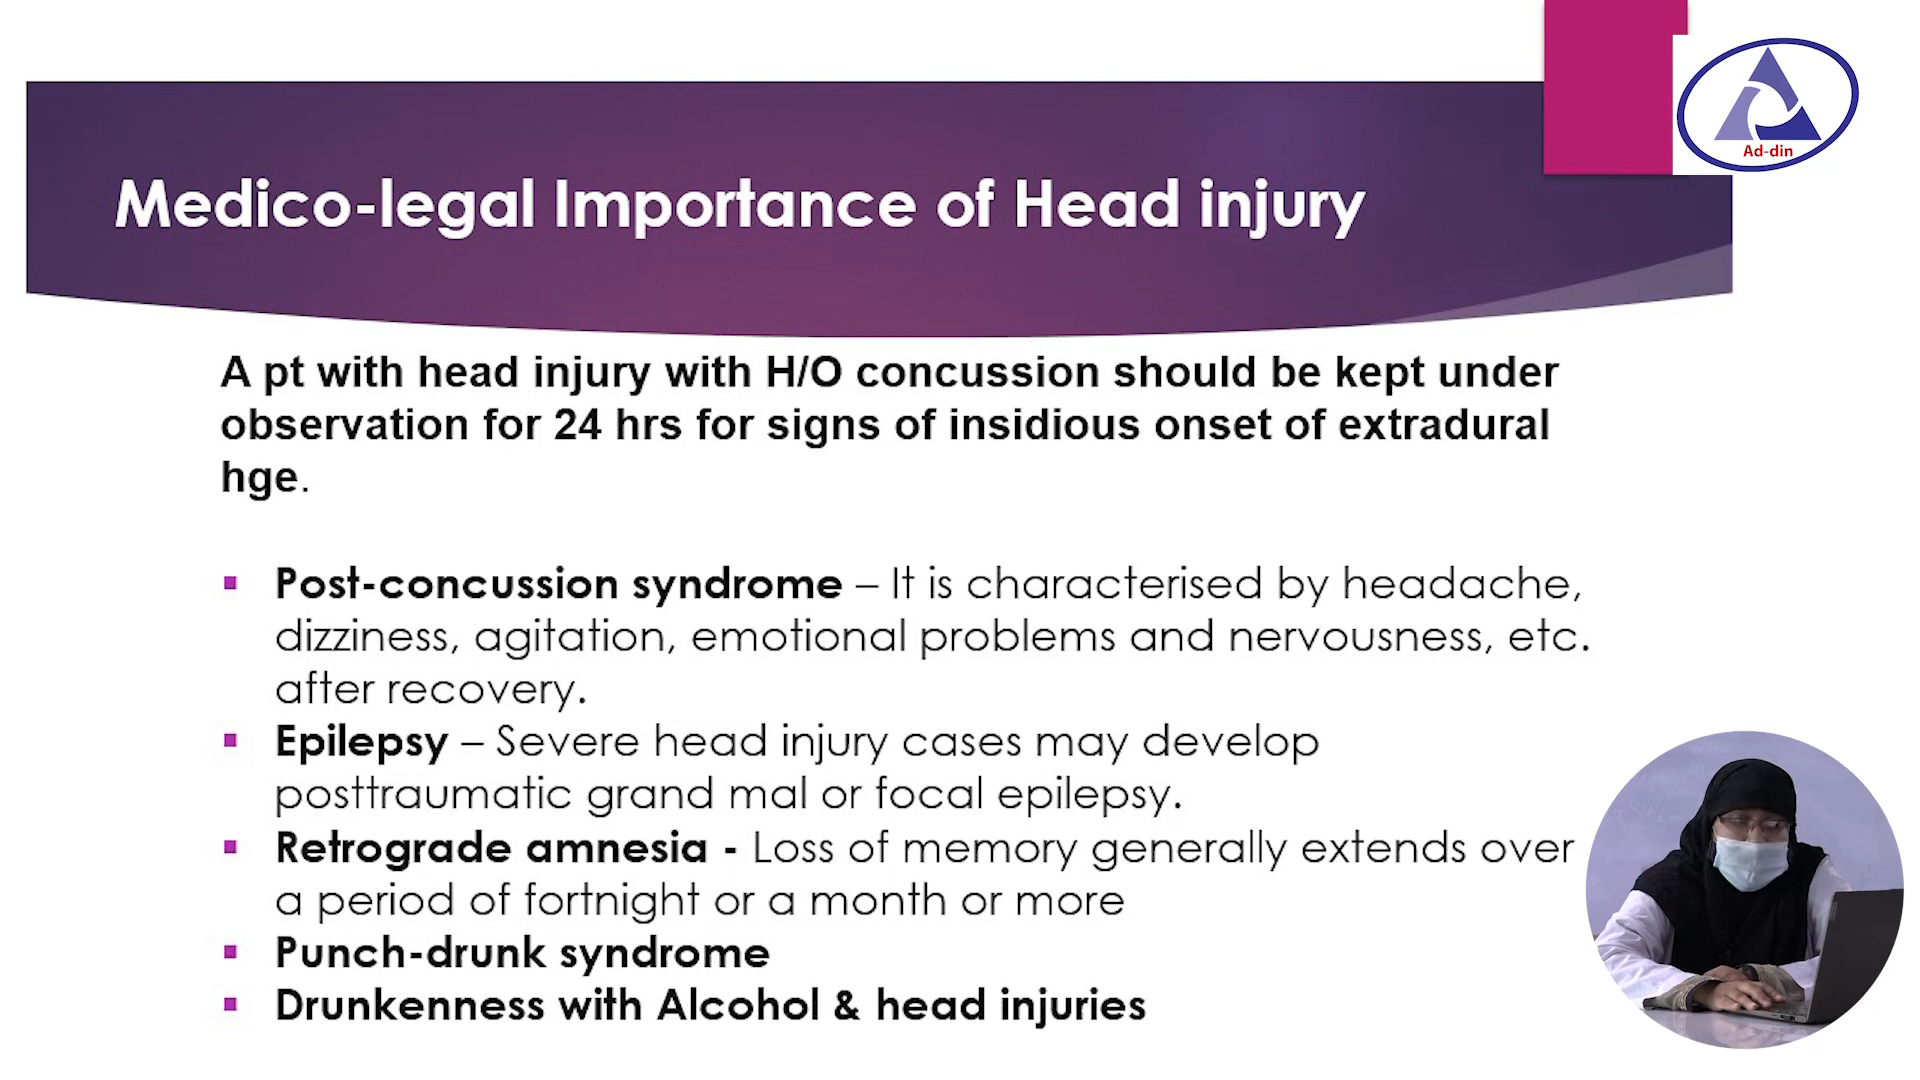 Ad-din
Medico-legal Importance of Head injury
A pt with head injury with H/O concussion should be kept under
observation for 24 hrs for signs of insidious onset of extradural
hge.
▪ Post-concussion syndrome – It is characterised by headache,
dizziness, agitation, emotional problems and nervousness, etc.
after recovery.
▪ Epilepsy – Severe head injury cases may develop
posttraumatic grand mal or focal epilepsy.
▪ Retrograde amnesia - Loss of memory generally extends over
a period of fortnight or a month or more
▪ Punch-drunk syndrome
▪ Drunkenness with Alcohol & head injuries